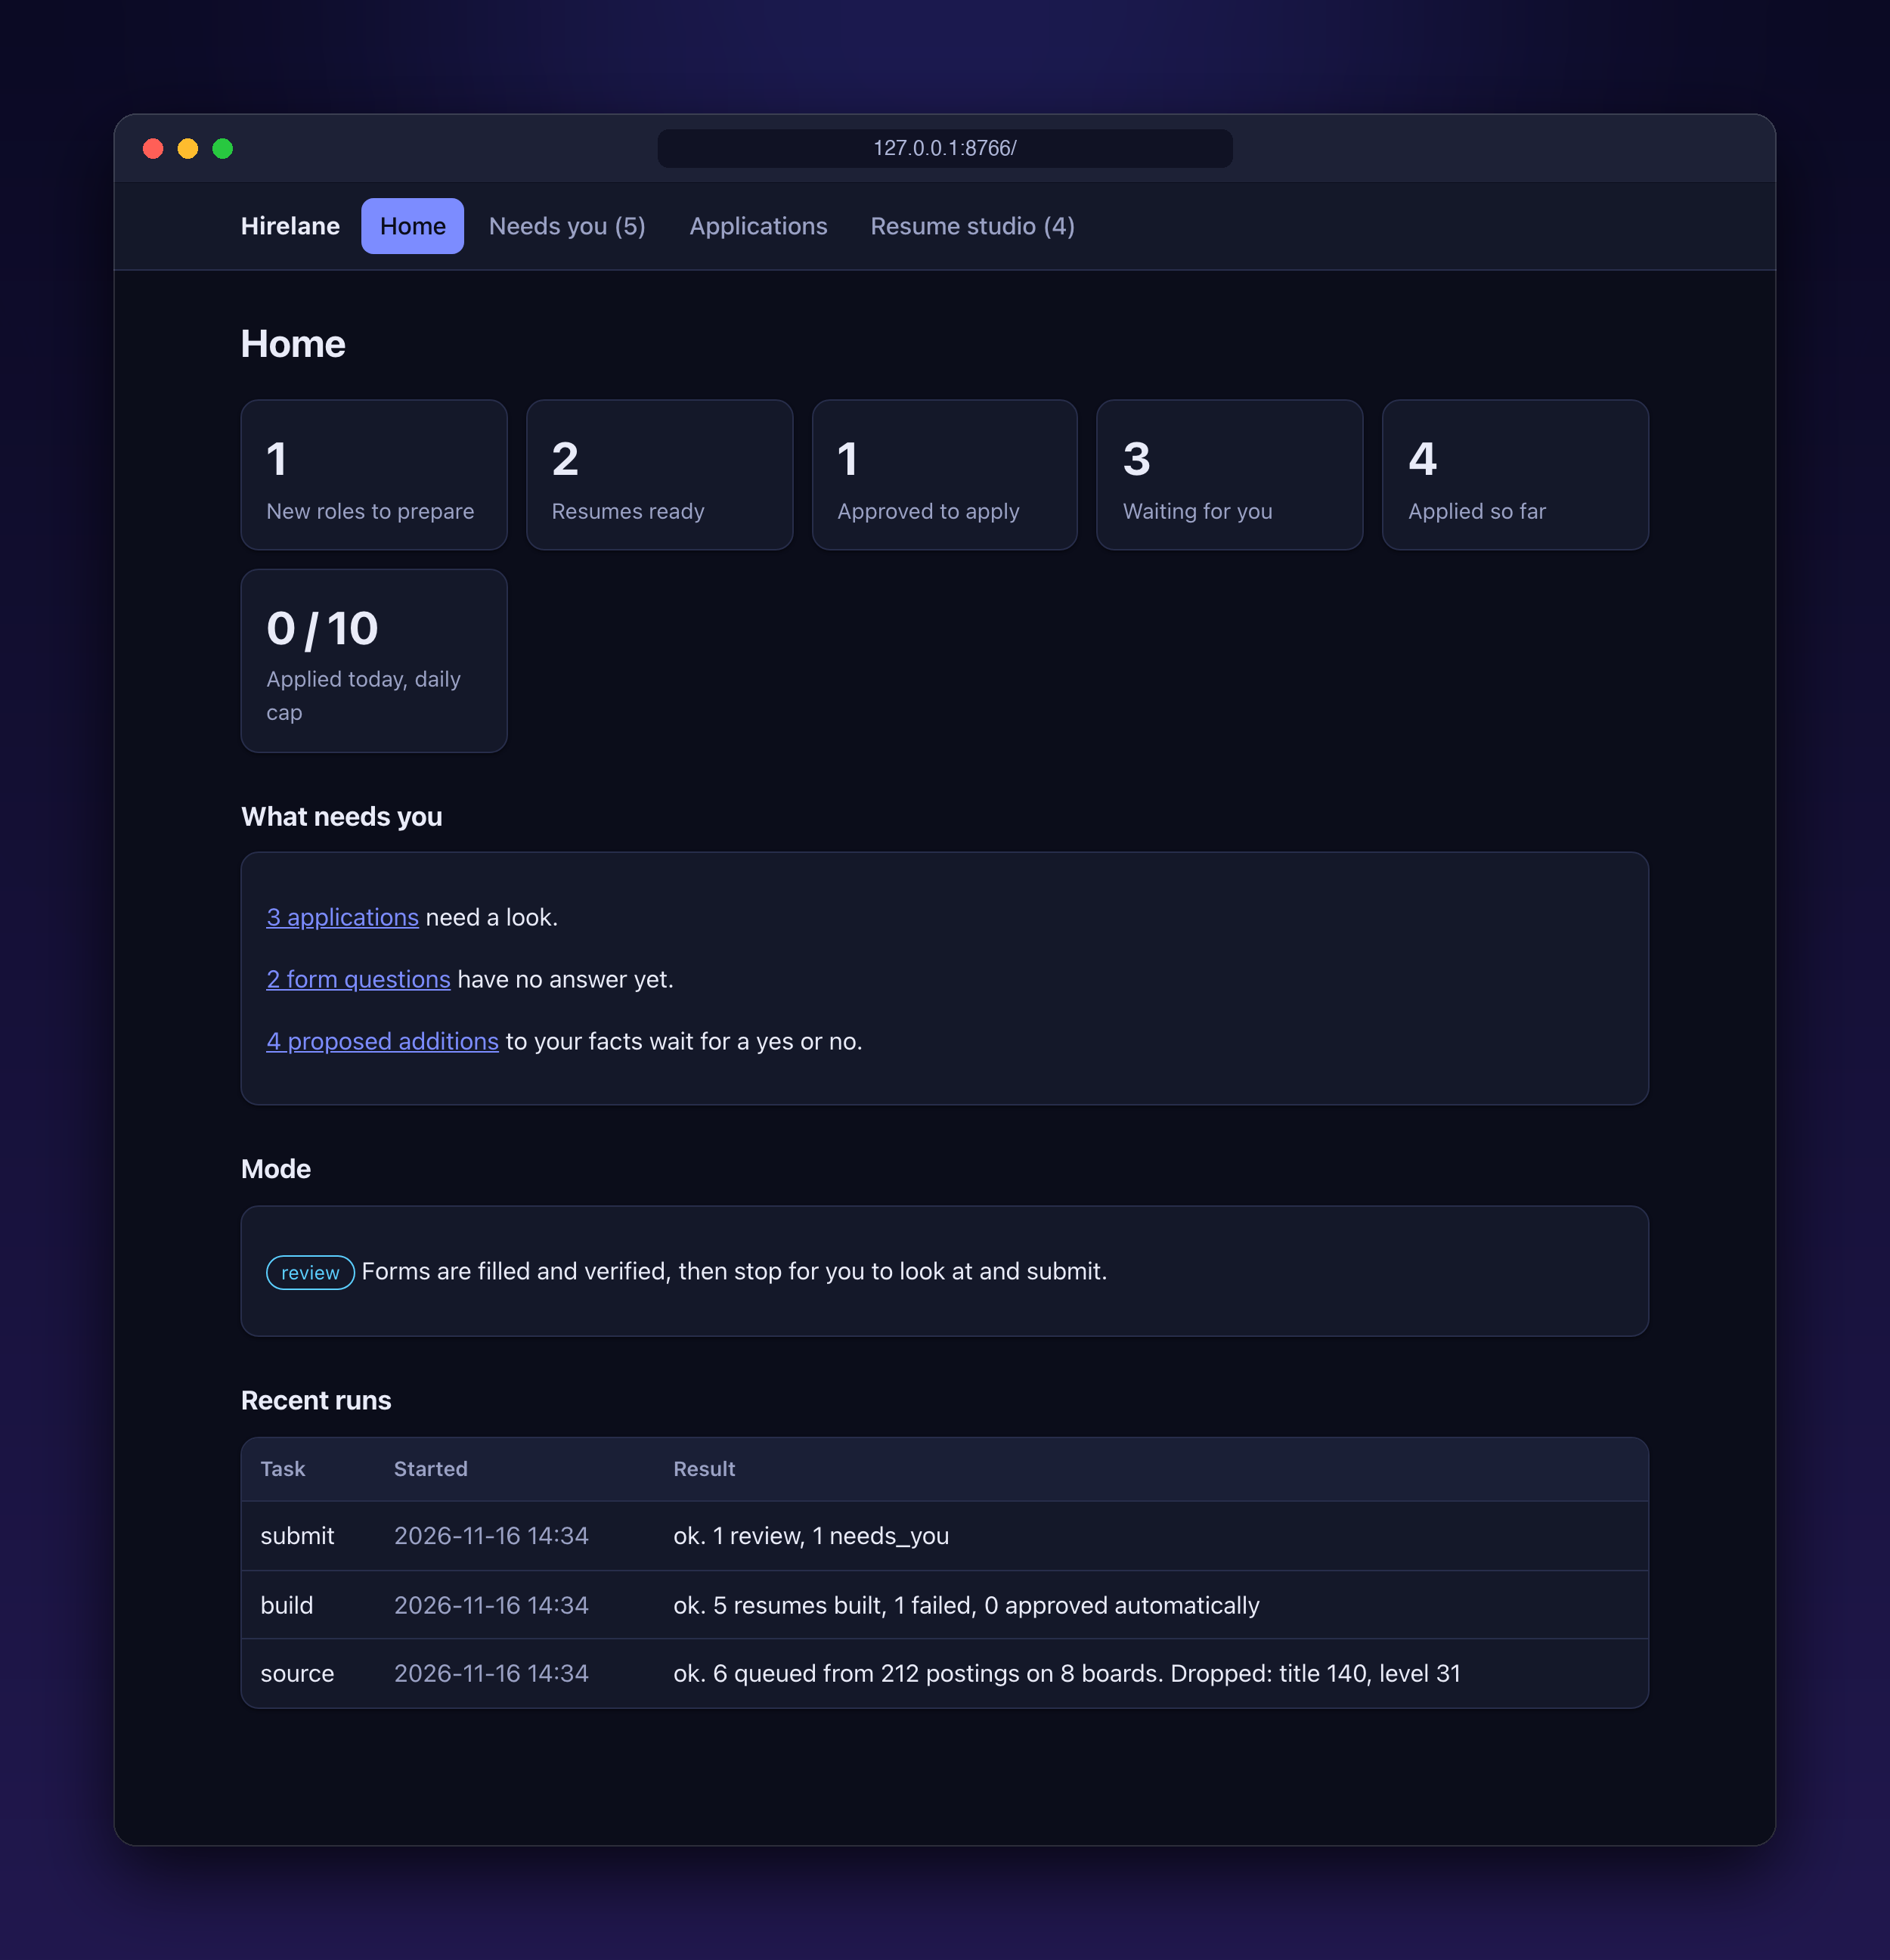 127.0.0.1:8766/
Hirelane Home Needs you (5) Applications Resume studio (4)
Home
1
New roles to prepare
2
Resumes ready
1
Approved to apply
3
Waiting for you
4
Applied so far
0 / 10
Applied today, daily
cap
What needs you
3 applications need a look.
2 form questions have no answer yet.
4 proposed additions to your facts wait for a yes or no.
Mode
review Forms are filled and verified, then stop for you to look at and submit.
Recent runs
Task Started Result
submit 2026-11-16 14:34 ok. 1 review, 1 needs_you
build 2026-11-16 14:34 ok. 5 resumes built, 1 failed, 0 approved automatically
source 2026-11-16 14:34 ok. 6 queued from 212 postings on 8 boards. Dropped: title 140, level 31